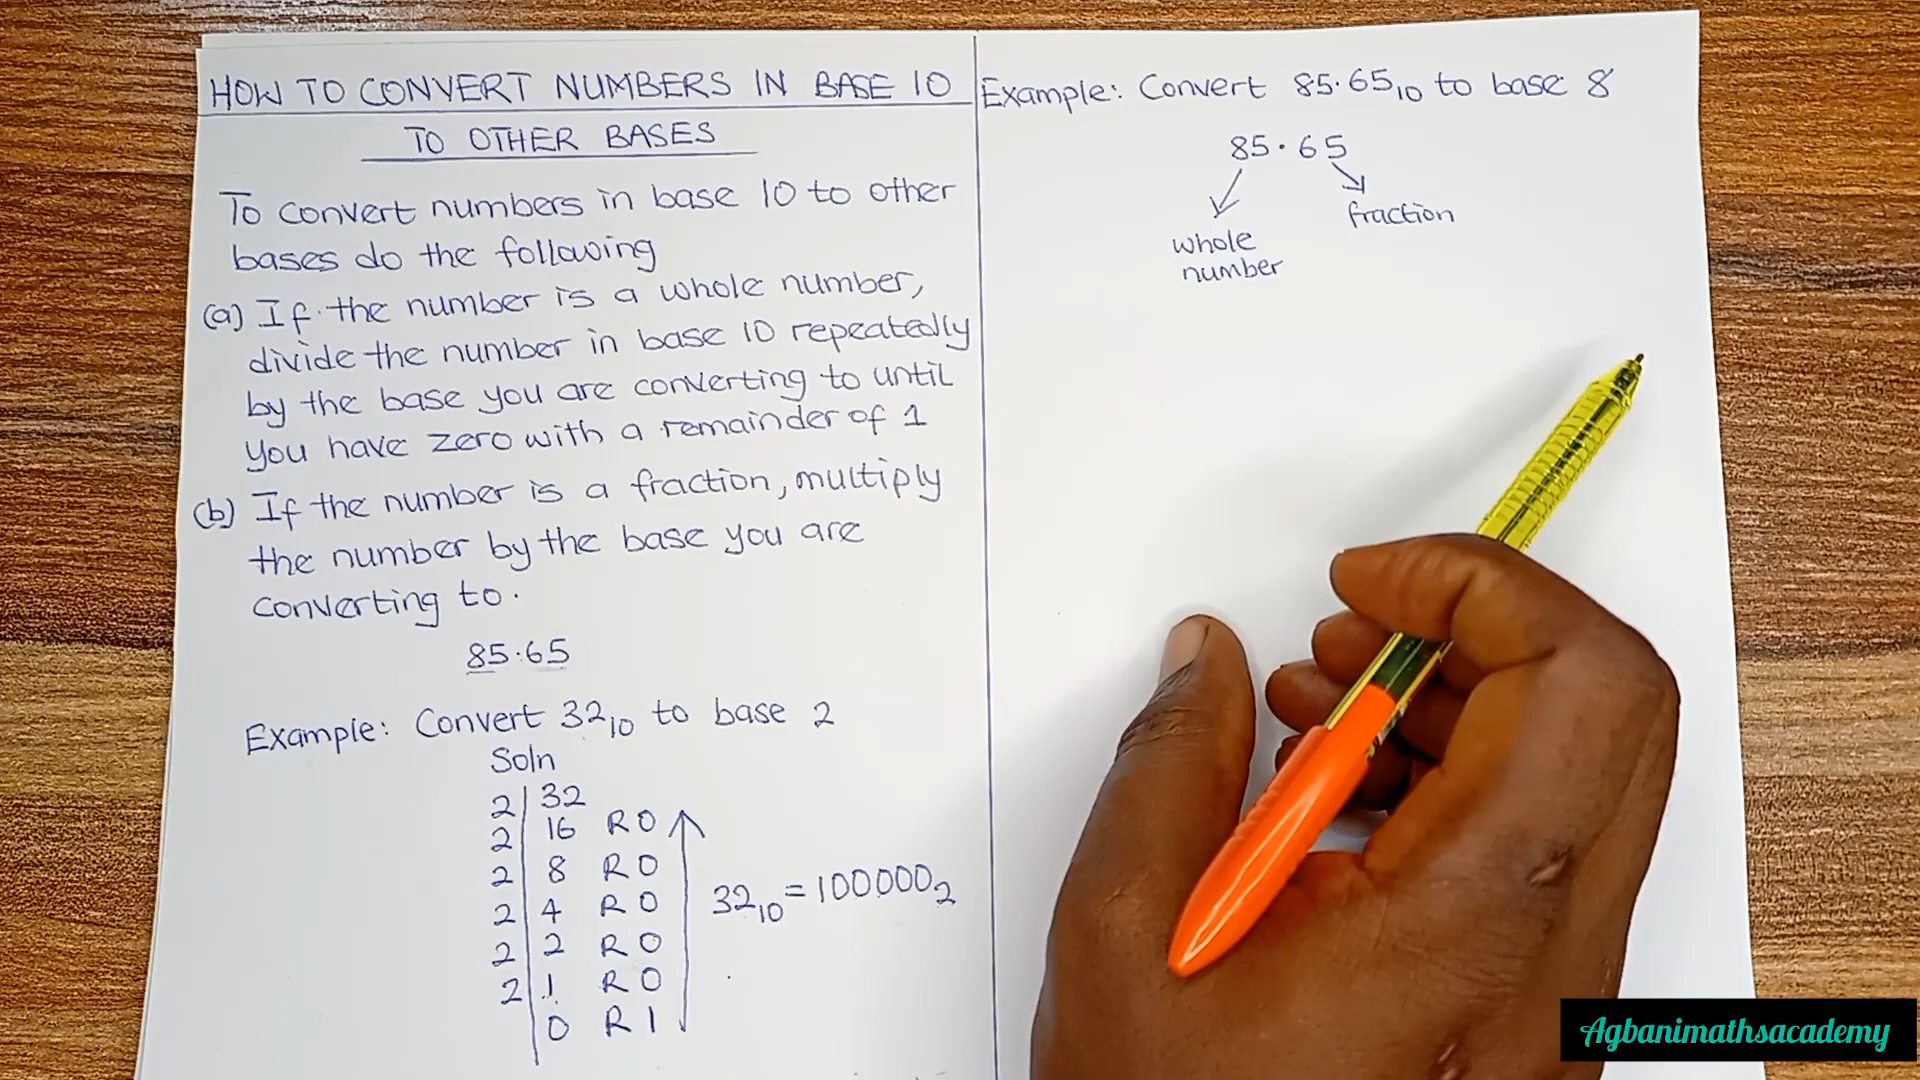 HOW TO CONVERT NUMBERS IN BASE 10
TO OTHER BASES
To convert numbers in base 10 to other
bases do the following
(a) If the number is a whole number,
divide the number in base 10 repeatedly
by the base you are converting to until
you have zero with a remainder of 1
(b) If the number is a fraction, multiply
the number by the base you are
converting to.
85.65
Example: Convert 32₁₀ to base 2
Soln
2 | 32
2 | 16 R 0
2 | 8 R 0
2 | 4 R 0
2 | 2 R 0
2 | 1 R 0
0 R 1
32₁₀ = 100000₂
Example: Convert 85.65₁₀ to base 8
85.65
whole
number
fraction
Agbanimathsacademy